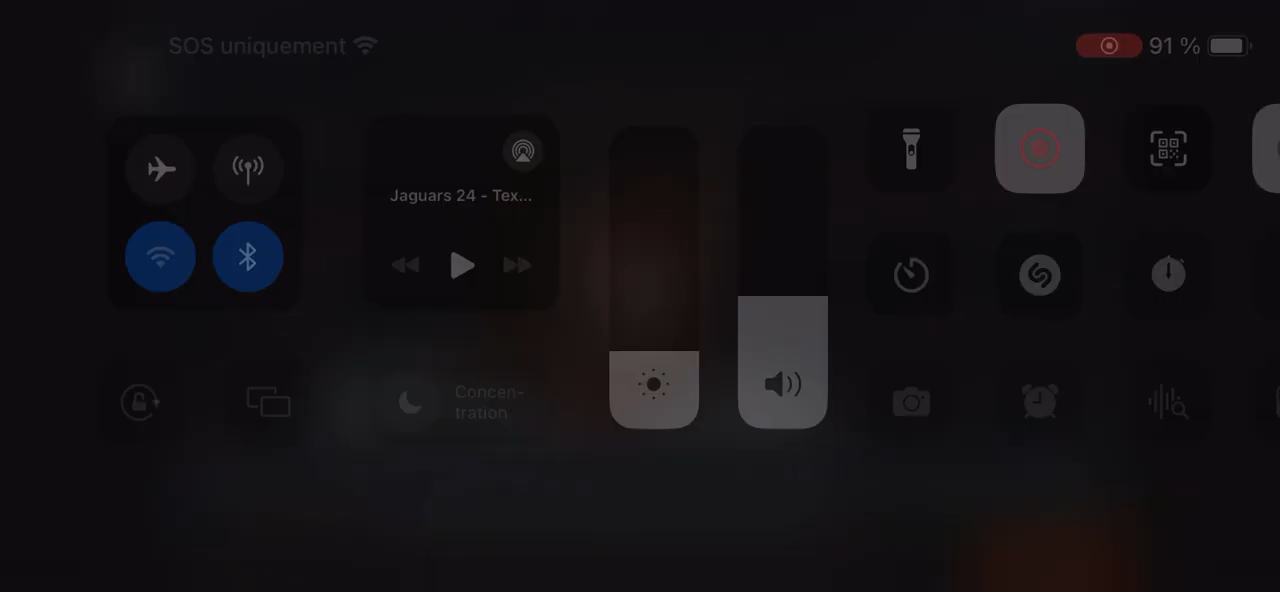 SOS uniquement
91 %
Jaguars 24 - Tex...
Concen-
tration